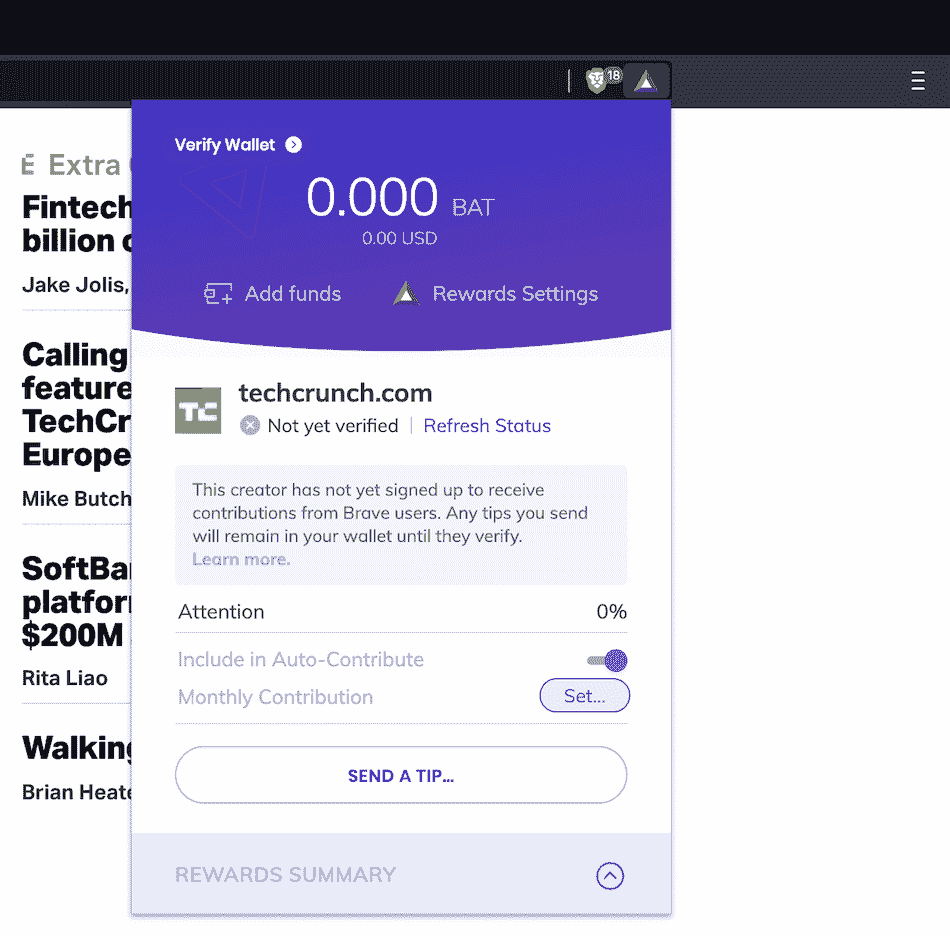 18
Verify Wallet
0.000 BAT
0.00 USD
Add funds
Rewards Settings
Extra
Fintech
billion
Jake Jolis,
Calling
feature
TechCr
Europe
Mike Butch
SoftBa
platfor
$200M
Rita Liao
Walking
Brian Heate
TC
techcrunch.com
Not yet verified | Refresh Status
This creator has not yet signed up to receive
contributions from Brave users. Any tips you send
will remain in your wallet until they verify.
Learn more.
Attention 0%
Include in Auto-Contribute
Monthly Contribution Set...
SEND A TIP...
REWARDS SUMMARY